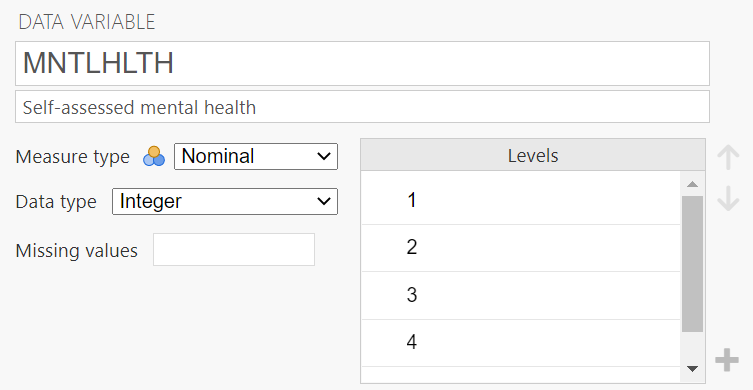 DATA VARIABLE
MNTLHLTH
Self-assessed mental health
Measure type Nominal
Data type Integer
Missing values
Levels
1
2
3
4